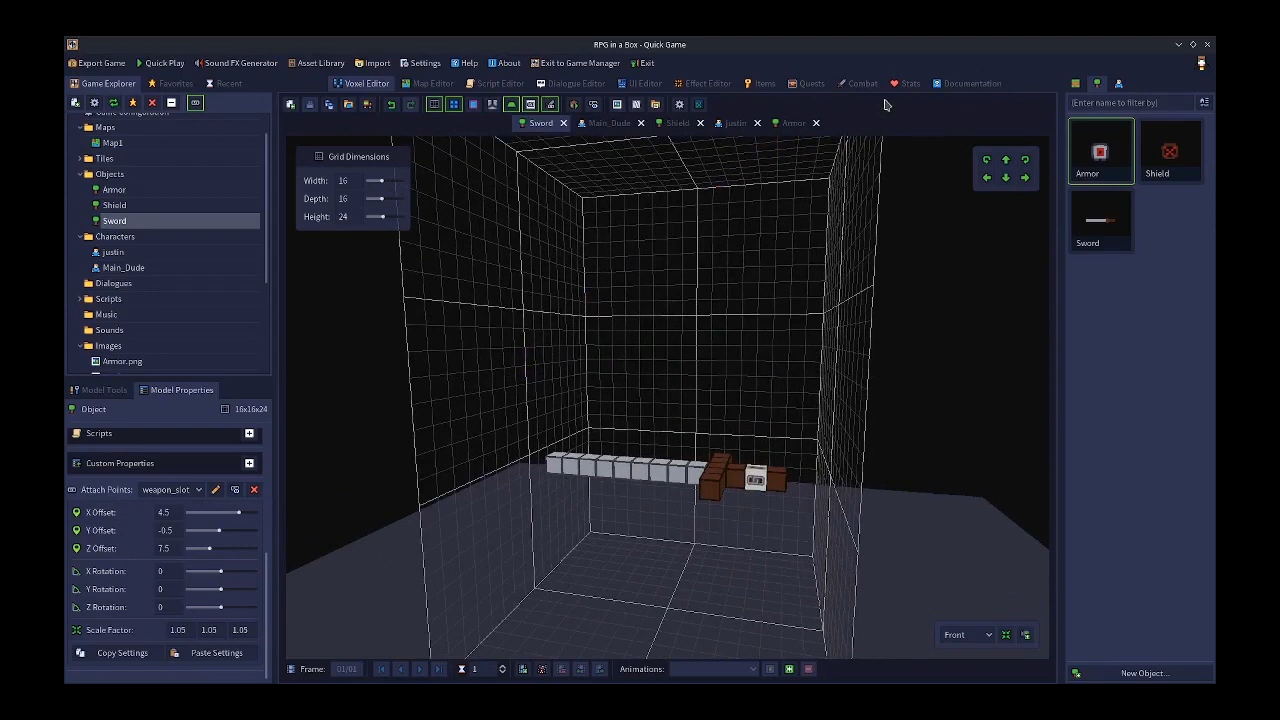 RPG in a Box - Quick Game
Export Game Quick Play Sound FX Generator Asset Library Import Settings Help About Exit to Game Manager Exit
Game Explorer Favorites Recent Voxel Editor Map Editor Script Editor Dialogue Editor UI Editor Effect Editor Items Quests Combat Stats Documentation
(Enter name to filter by)
Sword Main_Dude Shield justin Armor
Maps
Map1
Tiles
Objects
Armor
Shield
Sword
Characters
justin
Main_Dude
Dialogues
Scripts
Music
Sounds
Images
Armor.png
Grid Dimensions
Width: 16
Depth: 16
Height: 24
Armor Shield
Sword
Model Tools Model Properties
Object 16x16x24
Scripts
Custom Properties
Attach Points: weapon_slot
X Offset: 4.5
Y Offset: -0.5
Z Offset: 7.5
X Rotation: 0
Y Rotation: 0
Z Rotation: 0
Scale Factor: 1.05 1.05 1.05
Copy Settings Paste Settings
Front
Frame: 01/01 1 Animations:
New Object...